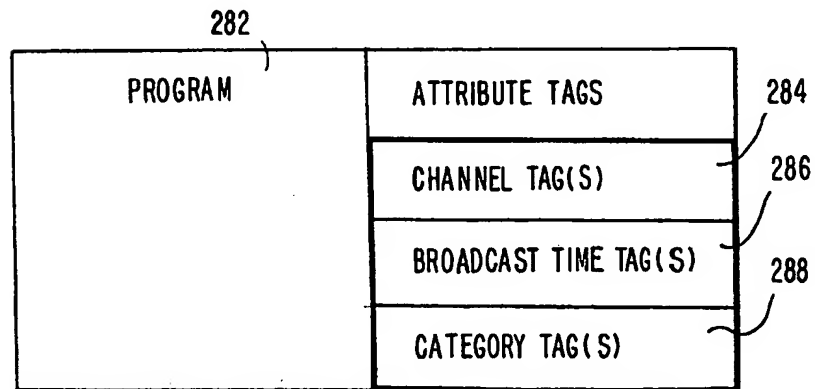 282
PROGRAM
ATTRIBUTE TAGS
284
CHANNEL TAG(S)
286
BROADCAST TIME TAG(S)
288
CATEGORY TAG(S)